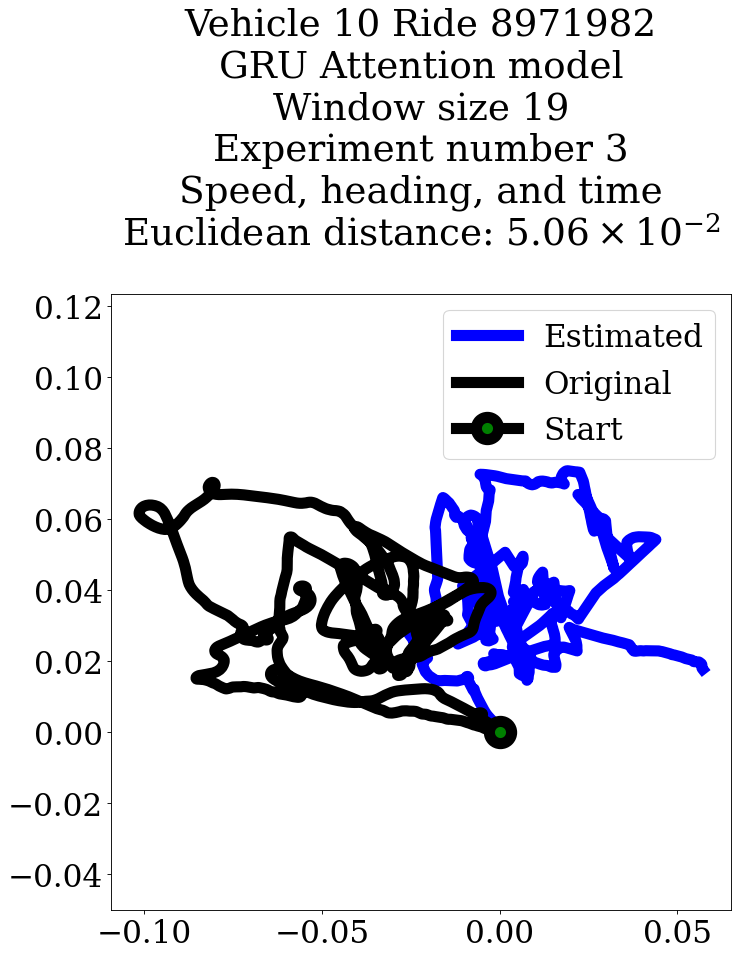 Vehicle 10 Ride 8971982
GRU Attention model
Window size 19
Experiment number 3
Speed, heading, and time
Euclidean distance: 5.06 × 10⁻²
Estimated
Original
Start
0.12
0.10
0.08
0.06
0.04
0.02
0.00
−0.02
−0.04
−0.10
−0.05
0.00
0.05